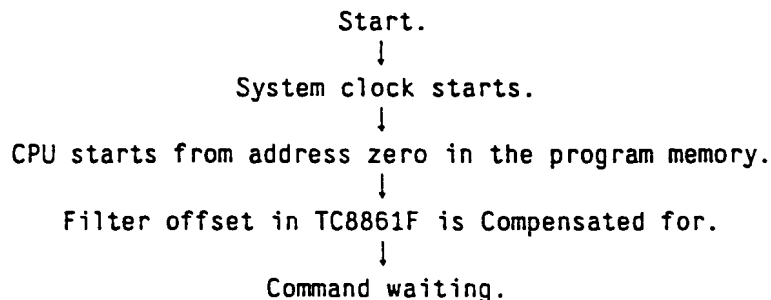 Start.
↓
System clock starts.
↓
CPU starts from address zero in the program memory.
↓
Filter offset in TC8861F is Compensated for.
↓
Command waiting.